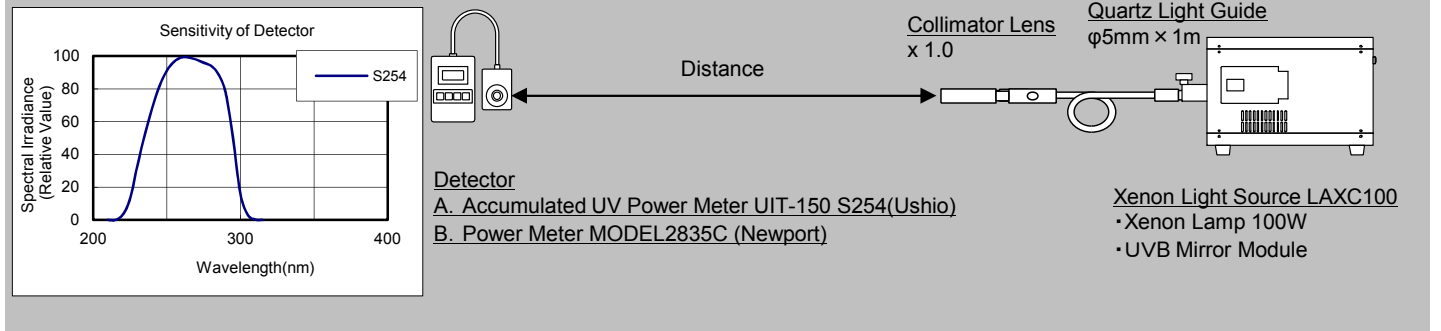 Sensitivity of Detector
Spectral Irradiance
(Relative Value)
100
80
60
40
20
0
S254
200
300
400
Wavelength(nm)
Distance
Collimator Lens
x 1.0
Quartz Light Guide
φ5mm×1m
Detector
A. Accumulated UV Power Meter UIT-150 S254(Ushio)
B. Power Meter MODEL2835C (Newport)
Xenon Light Source LAXC100
・Xenon Lamp 100W
・UVB Mirror Module